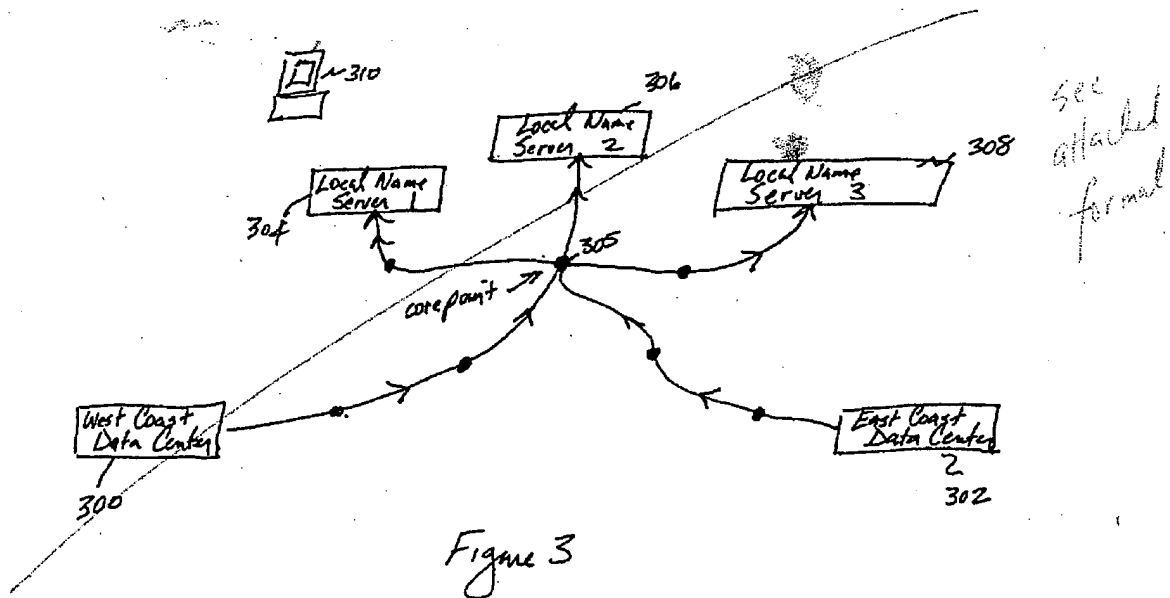 310
306
Local Name
Server 2
308
Local Name
Server 3
see
attached
formal
Local Name
Server 1
304
305
corepoint
West Coast
Data Center
300
East Coast
Data Center
2
302
Figure 3